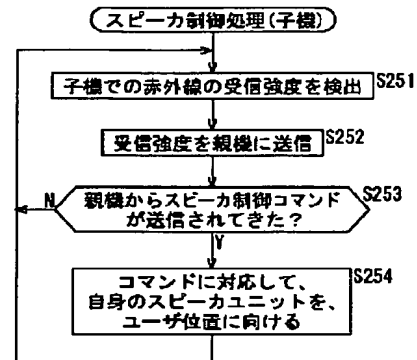 スピーカ制御処理(子機)
子機での赤外線の受信強度を検出
S251
受信強度を親機に送信
S252
親機からスピーカ制御コマンド
が送信されてきた？
S253
N
Y
コマンドに対応して、
自身のスピーカユニットを、
ユーザ位置に向ける
S254